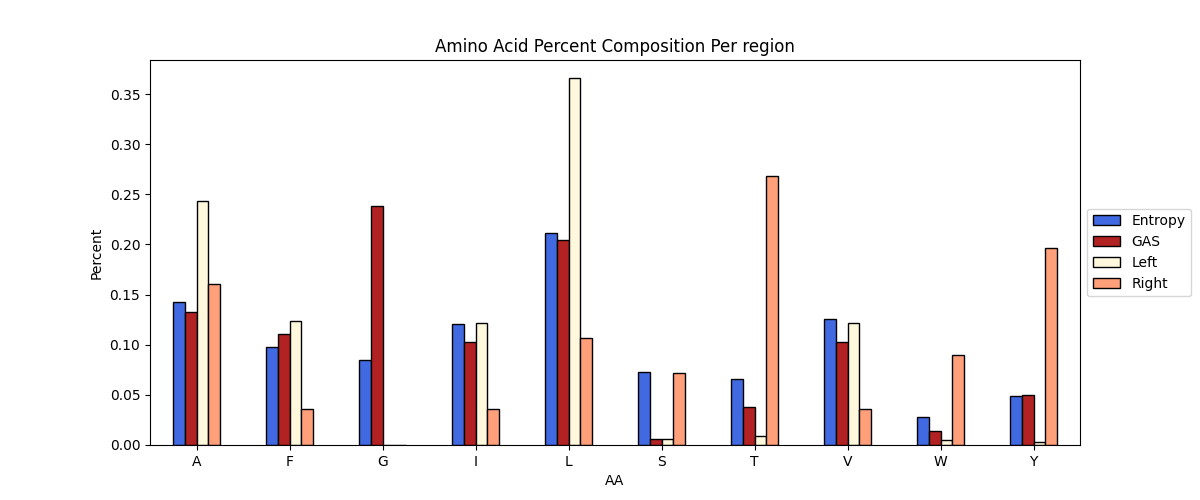 Amino Acid Percent Composition Per region
Percent
0.35
0.30
0.25
0.20
0.15
0.10
0.05
0.00
A F G I L S T V W Y
AA
Entropy
GAS
Left
Right